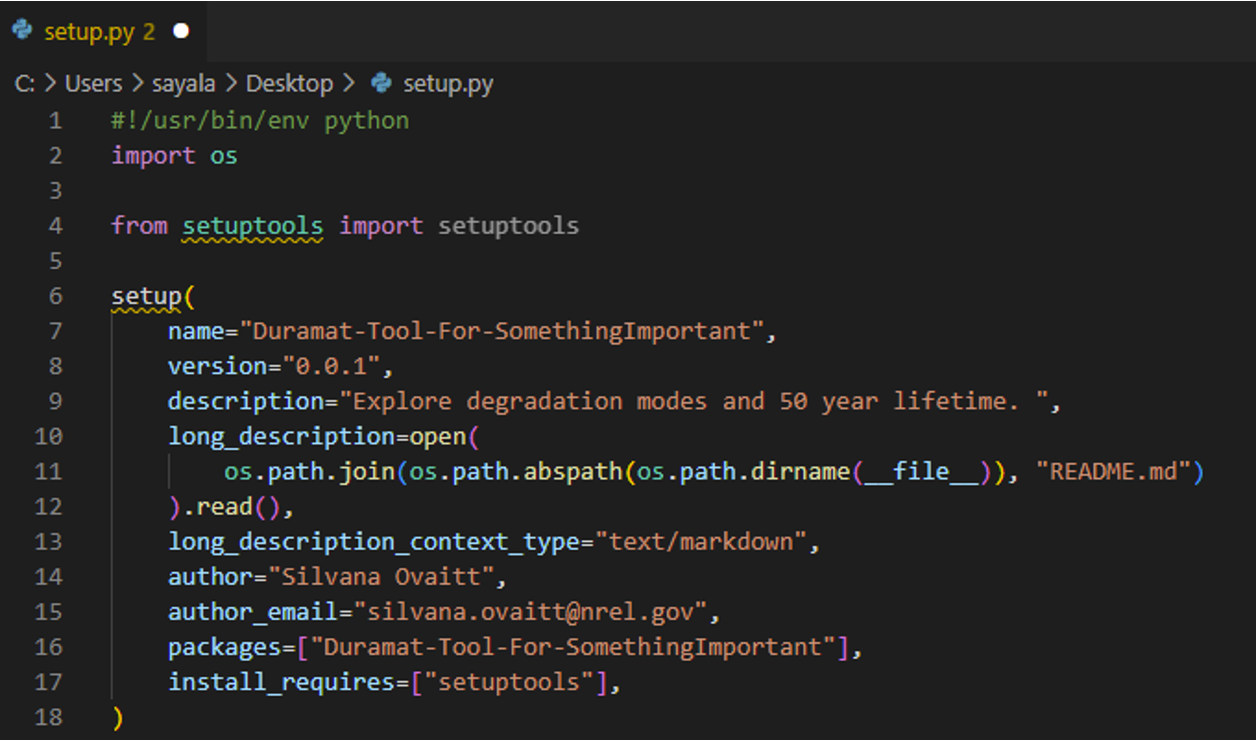 setup.py 2
C: > Users > sayala > Desktop > setup.py
1 #!/usr/bin/env python
2 import os
3
4 from setuptools import setuptools
5
6 setup(
7     name="Duramat-Tool-For-SomethingImportant",
8     version="0.0.1",
9     description="Explore degradation modes and 50 year lifetime. ",
10     long_description=open(
11         os.path.join(os.path.abspath(os.path.dirname(__file__)), "README.md")
12     ).read(),
13     long_description_context_type="text/markdown",
14     author="Silvana Ovaitt",
15     author_email="silvana.ovaitt@nrel.gov",
16     packages=["Duramat-Tool-For-SomethingImportant"],
17     install_requires=["setuptools"],
18 )